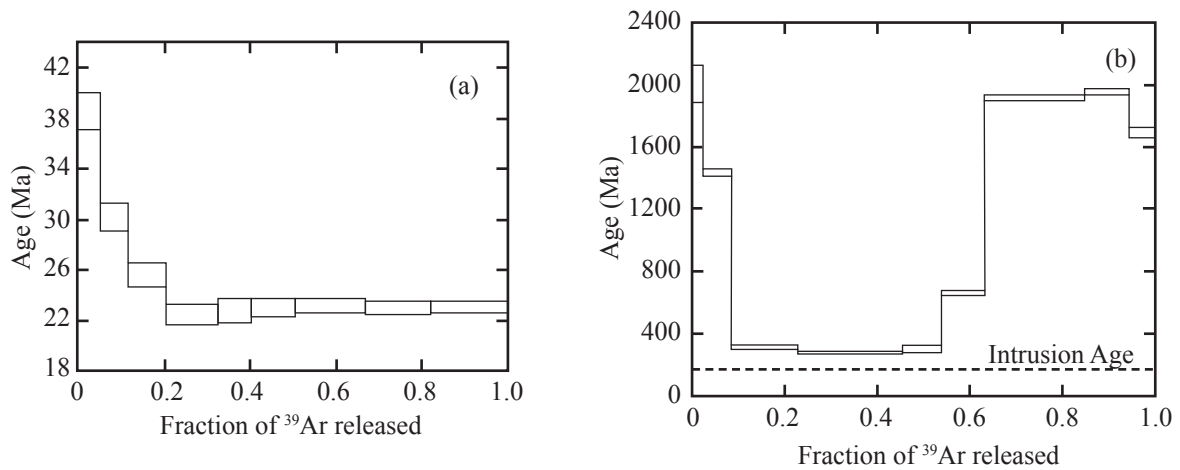 42
38
34
30
26
22
18
Age (Ma)
(a)
0 0.2 0.4 0.6 0.8 1.0
Fraction of ³⁹Ar released
2400
2000
1600
1200
800
400
0
Age (Ma)
(b)
Intrusion Age
0.2 0.4 0.6 0.8 1.0
Fraction of ³⁹Ar released